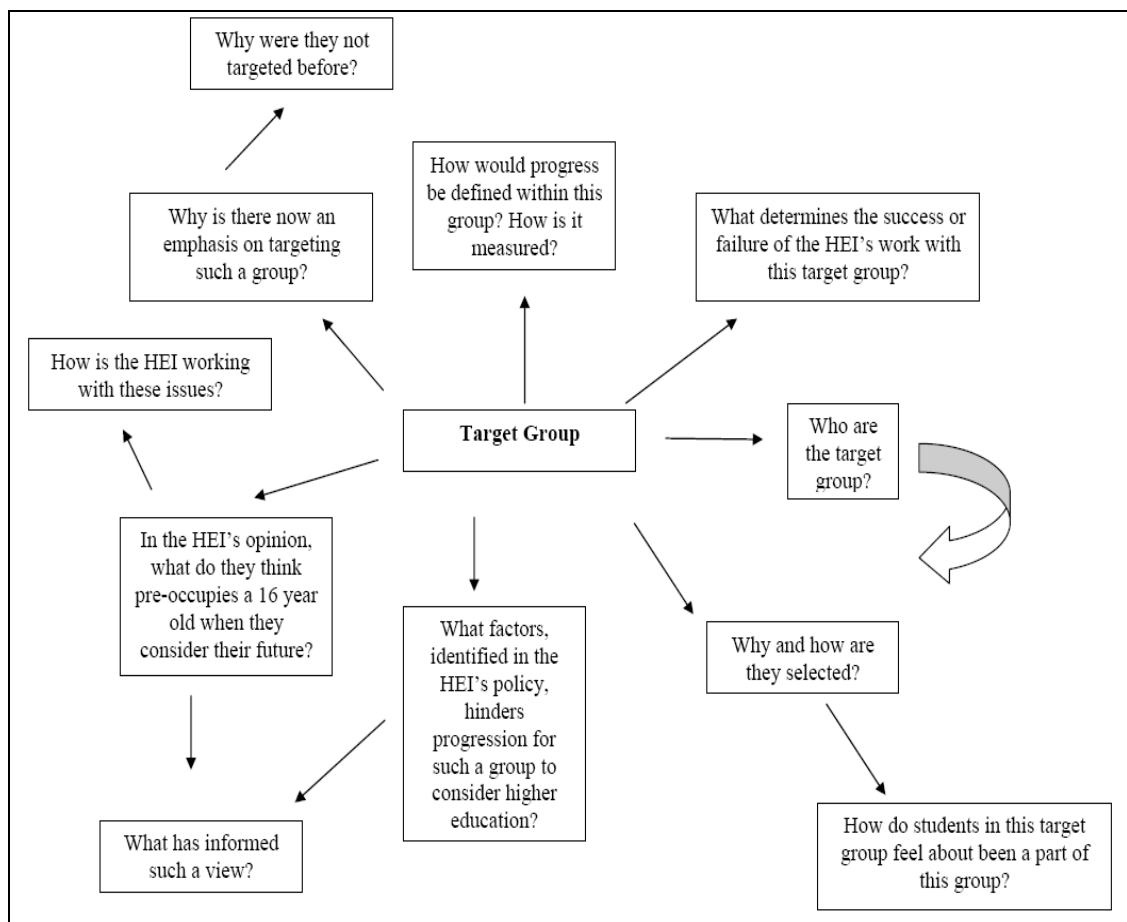 Why were they not
targeted before?
How would progress
be defined within this
group? How is it
measured?
Why is there now an
emphasis on targeting
such a group?
What determines the success or
failure of the HEI’s work with
this target group?
How is the HEI working
with these issues?
Target Group
Who are
the target
group?
In the HEI’s opinion,
what do they think
pre-occupies a 16 year
old when they
consider their future?
What factors,
identified in the
HEI’s policy,
hinders
progression for
such a group to
consider higher
education?
Why and how are
they selected?
What has informed
such a view?
How do students in this target
group feel about been a part of
this group?